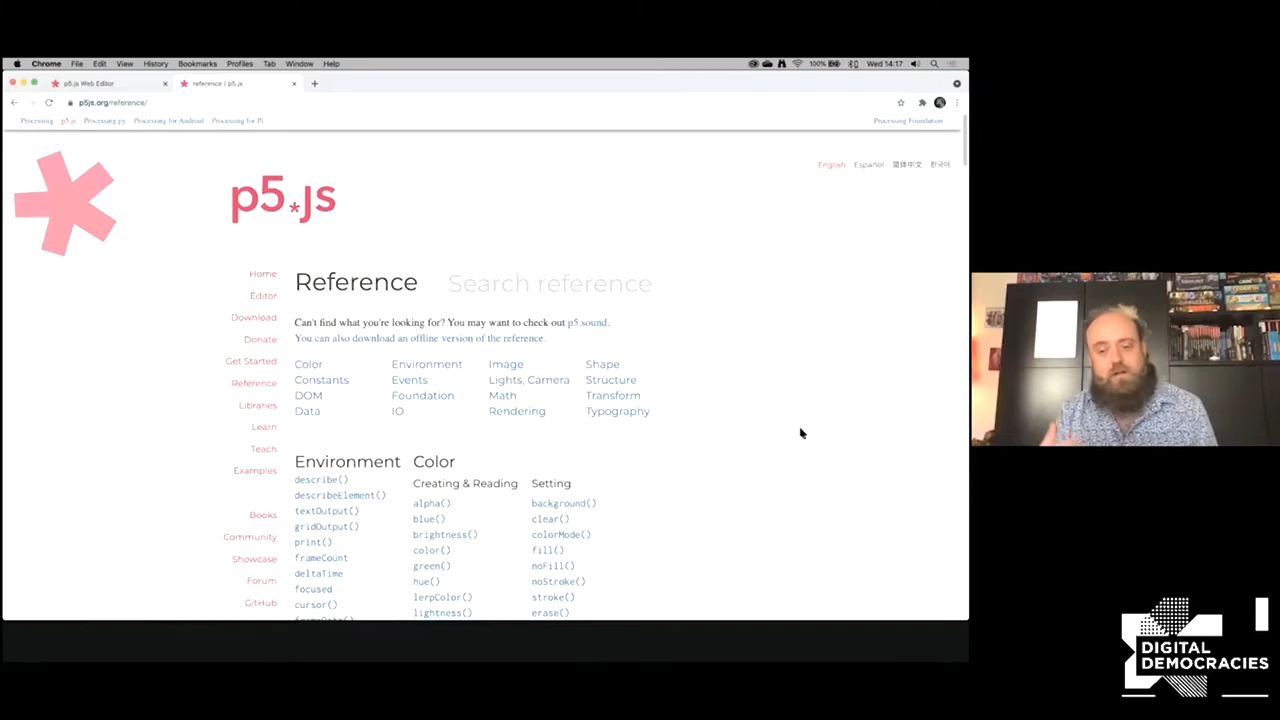 Chrome File Edit View History Bookmarks Profiles Tab Window Help 100% Wed 14:17
p5.js Web Editor reference | p5.js
p5js.org/reference/
Processing p5.js Processing.py Processing for Android Processing for Pi Processing Foundation
English Español 简体中文 한국어
p5*js
Home
Editor
Download
Donate
Get Started
Reference
Libraries
Learn
Teach
Examples
Books
Community
Showcase
Forum
GitHub
Reference Search reference
Can't find what you're looking for? You may want to check out p5.sound.
You can also download an offline version of the reference.
Color Environment Image Shape
Constants Events Lights, Camera Structure
DOM Foundation Math Transform
Data IO Rendering Typography
Environment
describe()
describeElement()
textOutput()
gridOutput()
print()
frameCount
deltaTime
focused
cursor()
Color
Creating & Reading
alpha()
blue()
brightness()
color()
green()
hue()
lerpColor()
lightness()
Setting
background()
clear()
colorMode()
fill()
noFill()
noStroke()
stroke()
erase()
DIGITAL
DEMOCRACIES